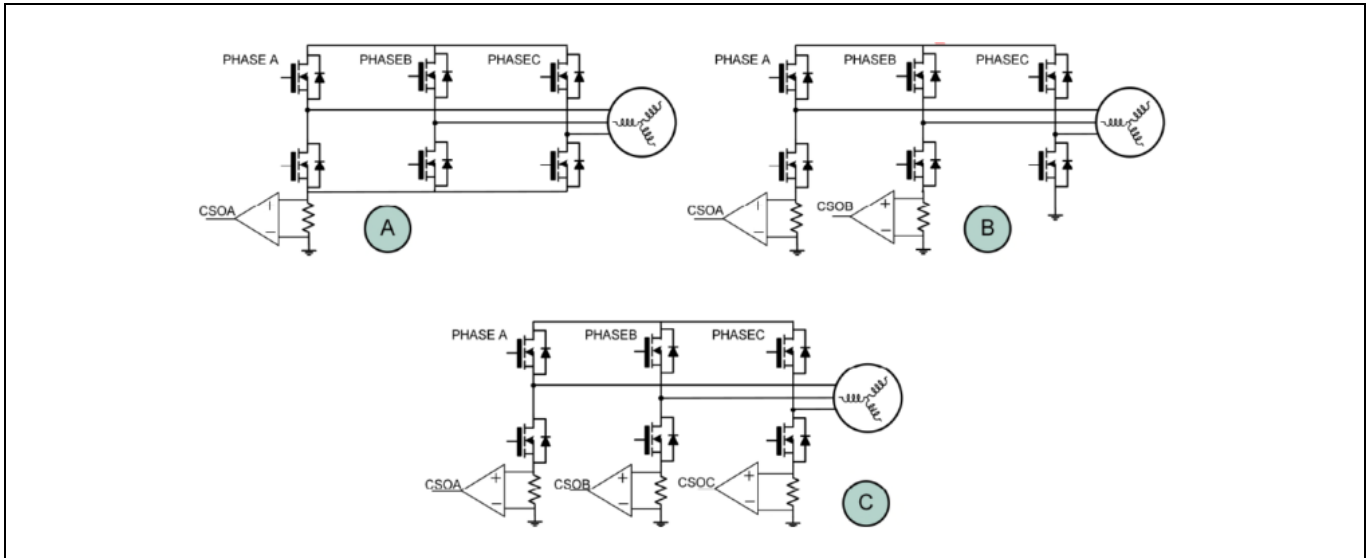 PHASE A PHASEB PHASEC
CSOA
A
PHASE A PHASEB PHASEC
CSOA CSOB + −
B
PHASE A PHASEB PHASEC
CSOA + − CSOB + − CSOC + −
C